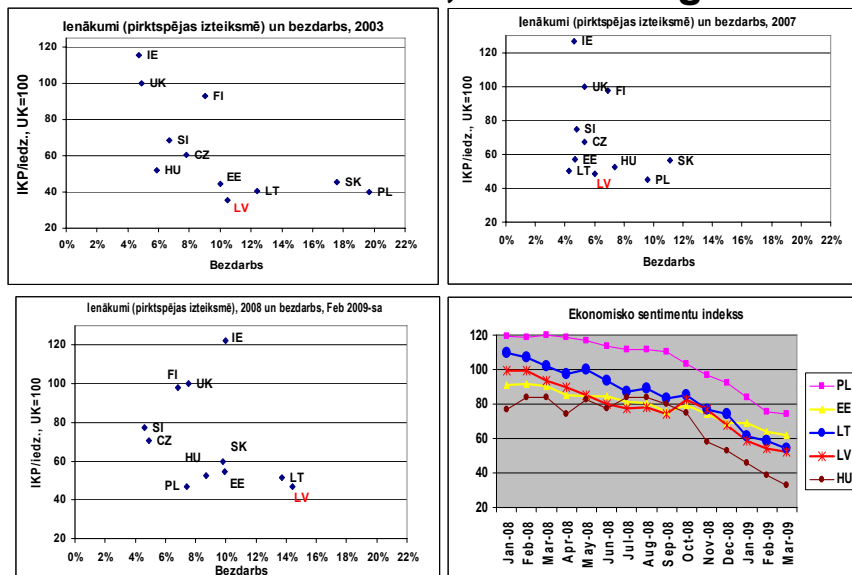 Ienākumi (pirktspējas izteiksmē) un bezdarbs, 2003
IKP/iedz., UK=100
120
100
80
60
40
20
IE
UK
FI
SI
CZ
HU
EE
LT
LV
SK
PL
0% 2% 4% 6% 8% 10% 12% 14% 16% 18% 20% 22%
Bezdarbs
Ienākumi (pirktspējas izteiksmē) un bezdarbs, 2007
IKP/iedz., UK=100
120
100
80
60
40
20
IE
UK
FI
SI
CZ
EE
HU
SK
LT
LV
PL
0% 2% 4% 6% 8% 10% 12% 14% 16% 18% 20% 22%
Bezdarbs
Ienākumi (pirktspējas izteiksmē), 2008 un bezdarbs, Feb 2009-sa
IKP/iedz., UK=100
120
100
80
60
40
20
IE
FI
UK
SI
CZ
HU
SK
PL
EE
LT
LV
0% 2% 4% 6% 8% 10% 12% 14% 16% 18% 20% 22%
Bezdarbs
Ekonomisko sentimentu indekss
120
100
80
60
40
20
Jan-08
Feb-08
Mar-08
Apr-08
May-08
Jun-08
Jul-08
Aug-08
Sep-08
Oct-08
Nov-08
Dec-08
Jan-09
Feb-09
Mar-09
PL
EE
LT
LV
HU